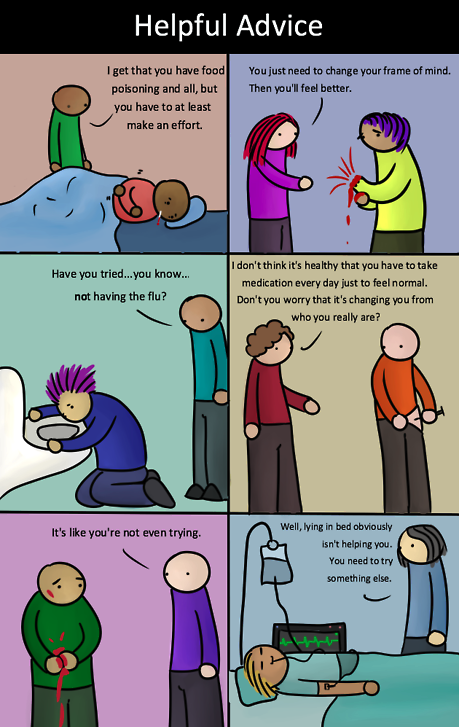 Helpful Advice
I get that you have food
poisoning and all, but
you have to at least
make an effort.
You just need to change your frame of mind.
Then you'll feel better.
Have you tried...you know...
not having the flu?
I don't think it's healthy that you have to take
medication every day just to feel normal.
Don't you worry that it's changing you from
who you really are?
It's like you're not even trying.
Well, lying in bed obviously
isn't helping you.
You need to try
something else.